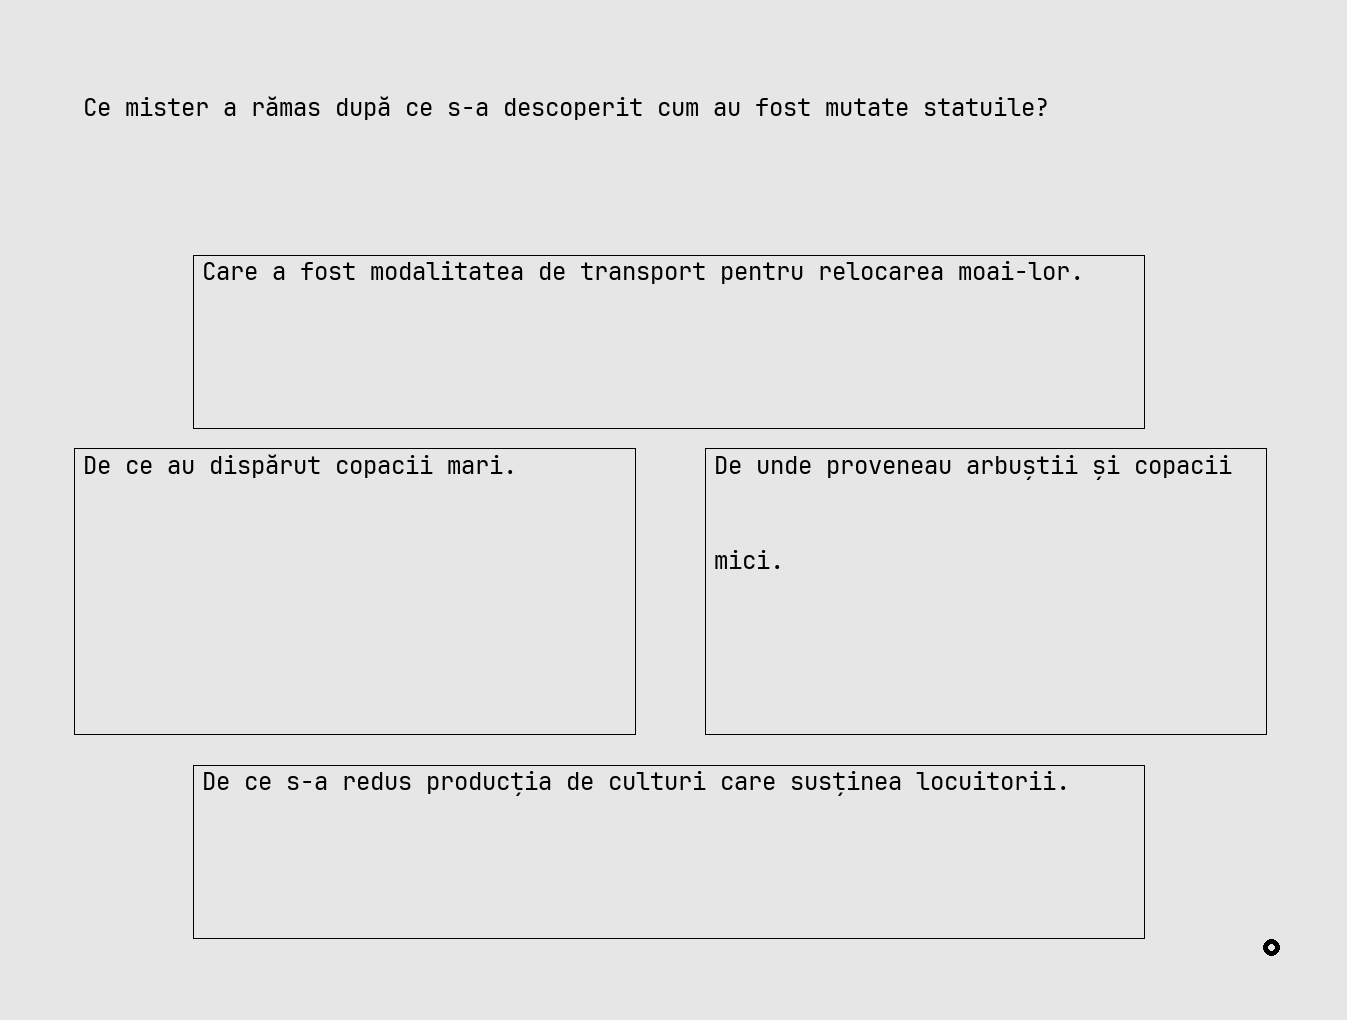 Ce mister a rămas după ce s-a descoperit cum au fost mutate statuile?
Care a fost modalitatea de transport pentru relocarea moai-lor.
De ce au dispărut copacii mari.
De unde proveneau arbuștii și copacii
mici.
De ce s-a redus producția de culturi care susținea locuitorii.